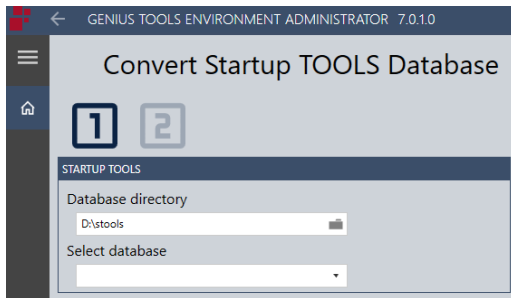 GENIUS TOOLS ENVIRONMENT ADMINISTRATOR 7.0.1.0
Convert Startup TOOLS Database
1 2
STARTUP TOOLS
Database directory
D:\stools
Select database